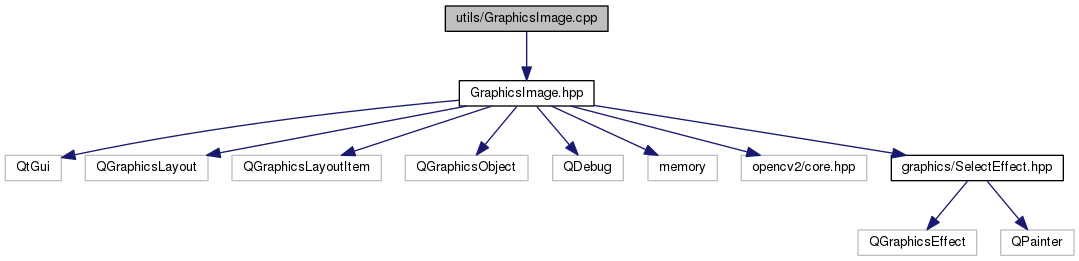 utils/GraphicsImage.cpp
GraphicsImage.hpp
QtGui
QGraphicsLayout
QGraphicsLayoutItem
QGraphicsObject
QDebug
memory
opencv2/core.hpp
graphics/SelectEffect.hpp
QGraphicsEffect
QPainter